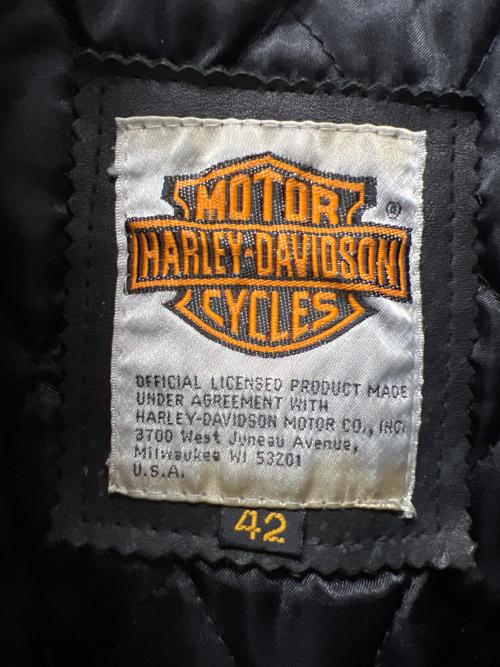 MOTOR
®
HARLEY-DAVIDSON
CYCLES
OFFICIAL LICENSED PRODUCT MADE
UNDER AGREEMENT WITH
HARLEY-DAVIDSON MOTOR CO., INC.
3700 West Juneau Avenue,
Milwaukee WI 53201
U.S.A.
42